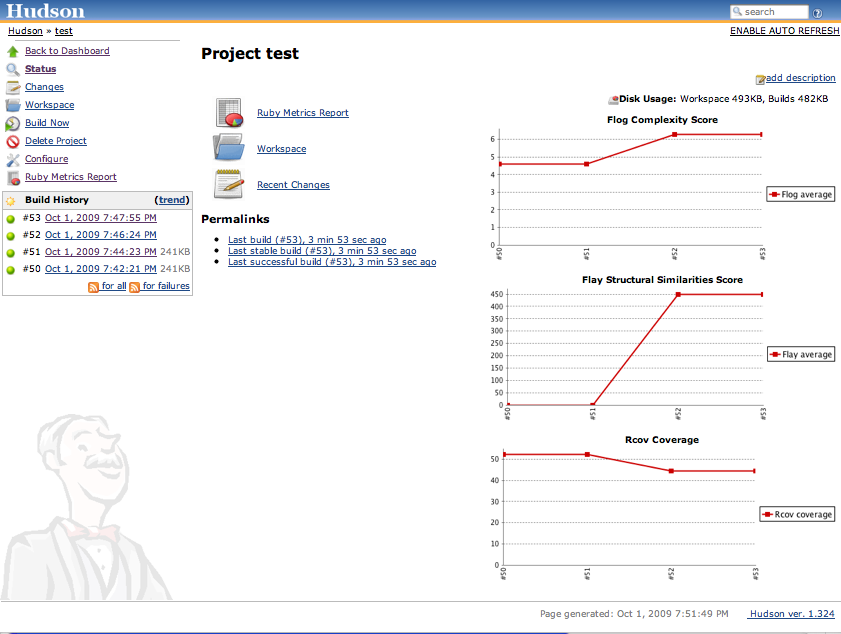 Hudson
search
Hudson » test
ENABLE AUTO REFRESH
Back to Dashboard
Status
Changes
Workspace
Build Now
Delete Project
Configure
Ruby Metrics Report
Build History (trend)
#53 Oct 1, 2009 7:47:55 PM
#52 Oct 1, 2009 7:46:24 PM
#51 Oct 1, 2009 7:44:23 PM 241KB
#50 Oct 1, 2009 7:42:21 PM 241KB
for all for failures
Project test
add description
Disk Usage: Workspace 493KB, Builds 482KB
Ruby Metrics Report
Workspace
Recent Changes
Permalinks
Last build (#53), 3 min 53 sec ago
Last stable build (#53), 3 min 53 sec ago
Last successful build (#53), 3 min 53 sec ago
Flog Complexity Score
6
5
4
3
2
1
0
#50 #51 #52 #53
Flog average
Flay Structural Similarities Score
450
400
350
300
250
200
150
100
50
0
#50 #51 #52 #53
Flay average
Rcov Coverage
50
40
30
20
10
0
#50 #51 #52 #53
Rcov coverage
Page generated: Oct 1, 2009 7:51:49 PM Hudson ver. 1.324